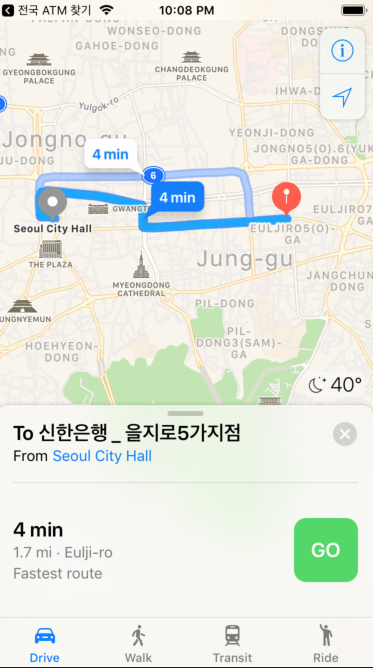 전국 ATM 찾기
10:08 PM
WONSEO-DONG
GAHOE-DONG
GYEONGBOKGUNG
PALACE
CHANGDEOKGUNG
PALACE
IHWA-D
Yulgok-ro
YEONJI-DONG
Jongno-gu
JONGNO5(O).6(YUK)
GA-DONG
JU-DONG
4 min
6
4 min
GWANGT
EULJIRO7
Seoul City Hall
EULJIRO5(O)
GA-DONG
THE PLAZA
Jung-gu
MYEONGDONG
CATHEDRAL
JANGCHUN
DONG
PIL-DONG
UNGNYEMUN
PIL-
DONG3(SAM)-
GA
HOEHYEON-
DONG
40°
To 신한은행 _ 을지로5가지점
From Seoul City Hall
4 min
1.7 mi · Eulji-ro
Fastest route
GO
Drive
Walk
Transit
Ride